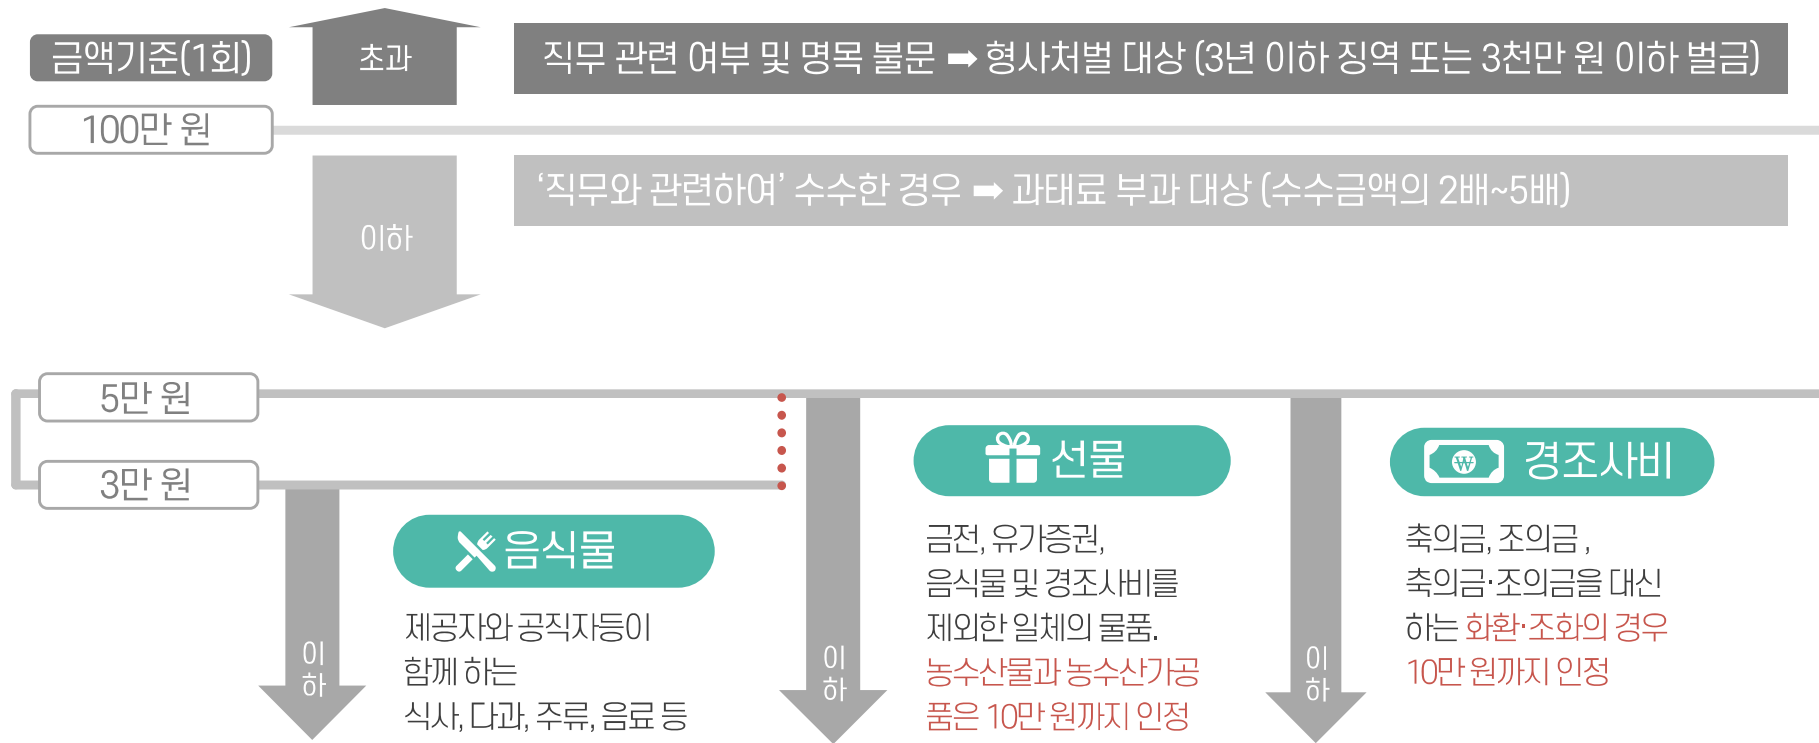 금액기준(1회)
초과
직무 관련 여부 및 명목 불문 ➡ 형사처벌 대상 (3년 이하 징역 또는 3천만 원 이하 벌금)
100만 원
이하
‘직무와 관련하여’ 수수한 경우 ➡ 과태료 부과 대상 (수수금액의 2배~5배)
5만 원
3만 원
이하
음식물
제공자와 공직자등이
함께 하는
식사, 다과, 주류, 음료 등
이하
선물
금전, 유가증권,
음식물 및 경조사비를
제외한 일체의 물품.
농수산물과 농수산가공
품은 10만 원까지 인정
이하
경조사비
축의금, 조의금 ,
축의금·조의금을 대신
하는 화환·조화의 경우
10만 원까지 인정